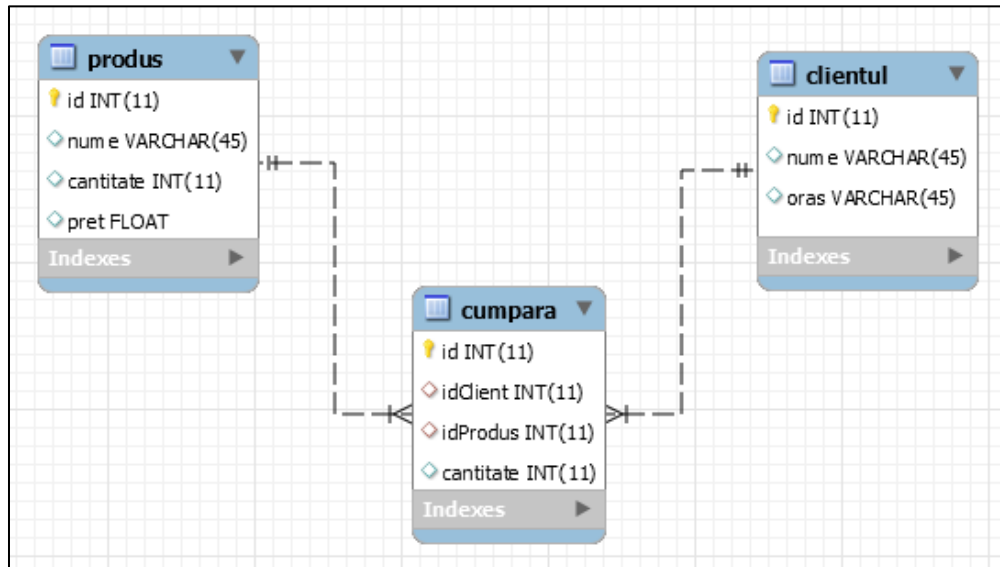 produs
id INT(11)
nume VARCHAR(45)
cantitate INT(11)
pret FLOAT
Indexes
clientul
id INT(11)
nume VARCHAR(45)
oras VARCHAR(45)
Indexes
cumpara
id INT(11)
idClient INT(11)
idProdus INT(11)
cantitate INT(11)
Indexes